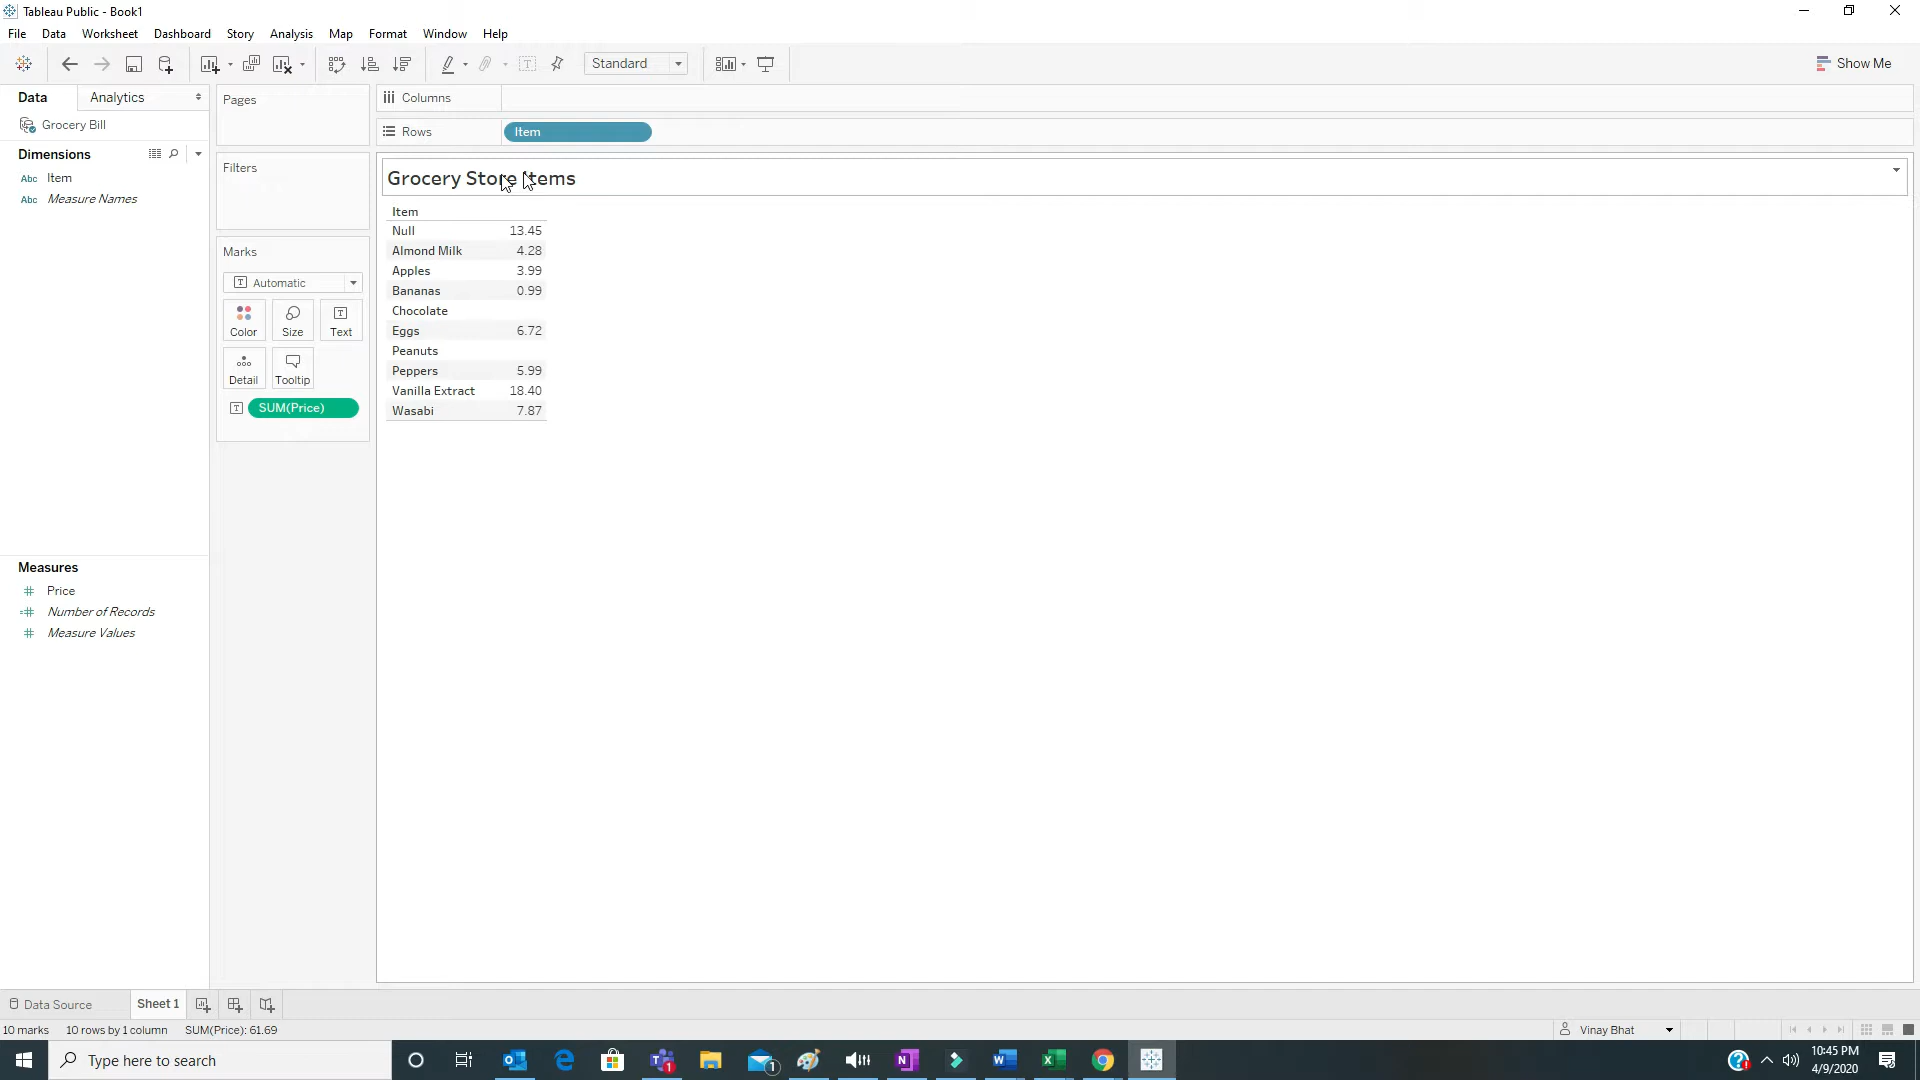 Tableau Public - Book1
File Data Worksheet Dashboard Story Analysis Map Format Window Help
Standard
Show Me
Data Analytics
Grocery Bill
Dimensions
Abc Item
Abc Measure Names
Measures
Price
Number of Records
Measure Values
Pages
Filters
Marks
Automatic
Color Size Text
Detail Tooltip
SUM(Price)
Columns
Rows Item
Grocery Store Items
Item
Null 13.45
Almond Milk 4.28
Apples 3.99
Bananas 0.99
Chocolate
Eggs 6.72
Peanuts
Peppers 5.99
Vanilla Extract 18.40
Wasabi 7.87
Data Source Sheet 1
10 marks 10 rows by 1 column SUM(Price): 61.69 Vinay Bhat
Type here to search
10:45 PM
4/9/2020